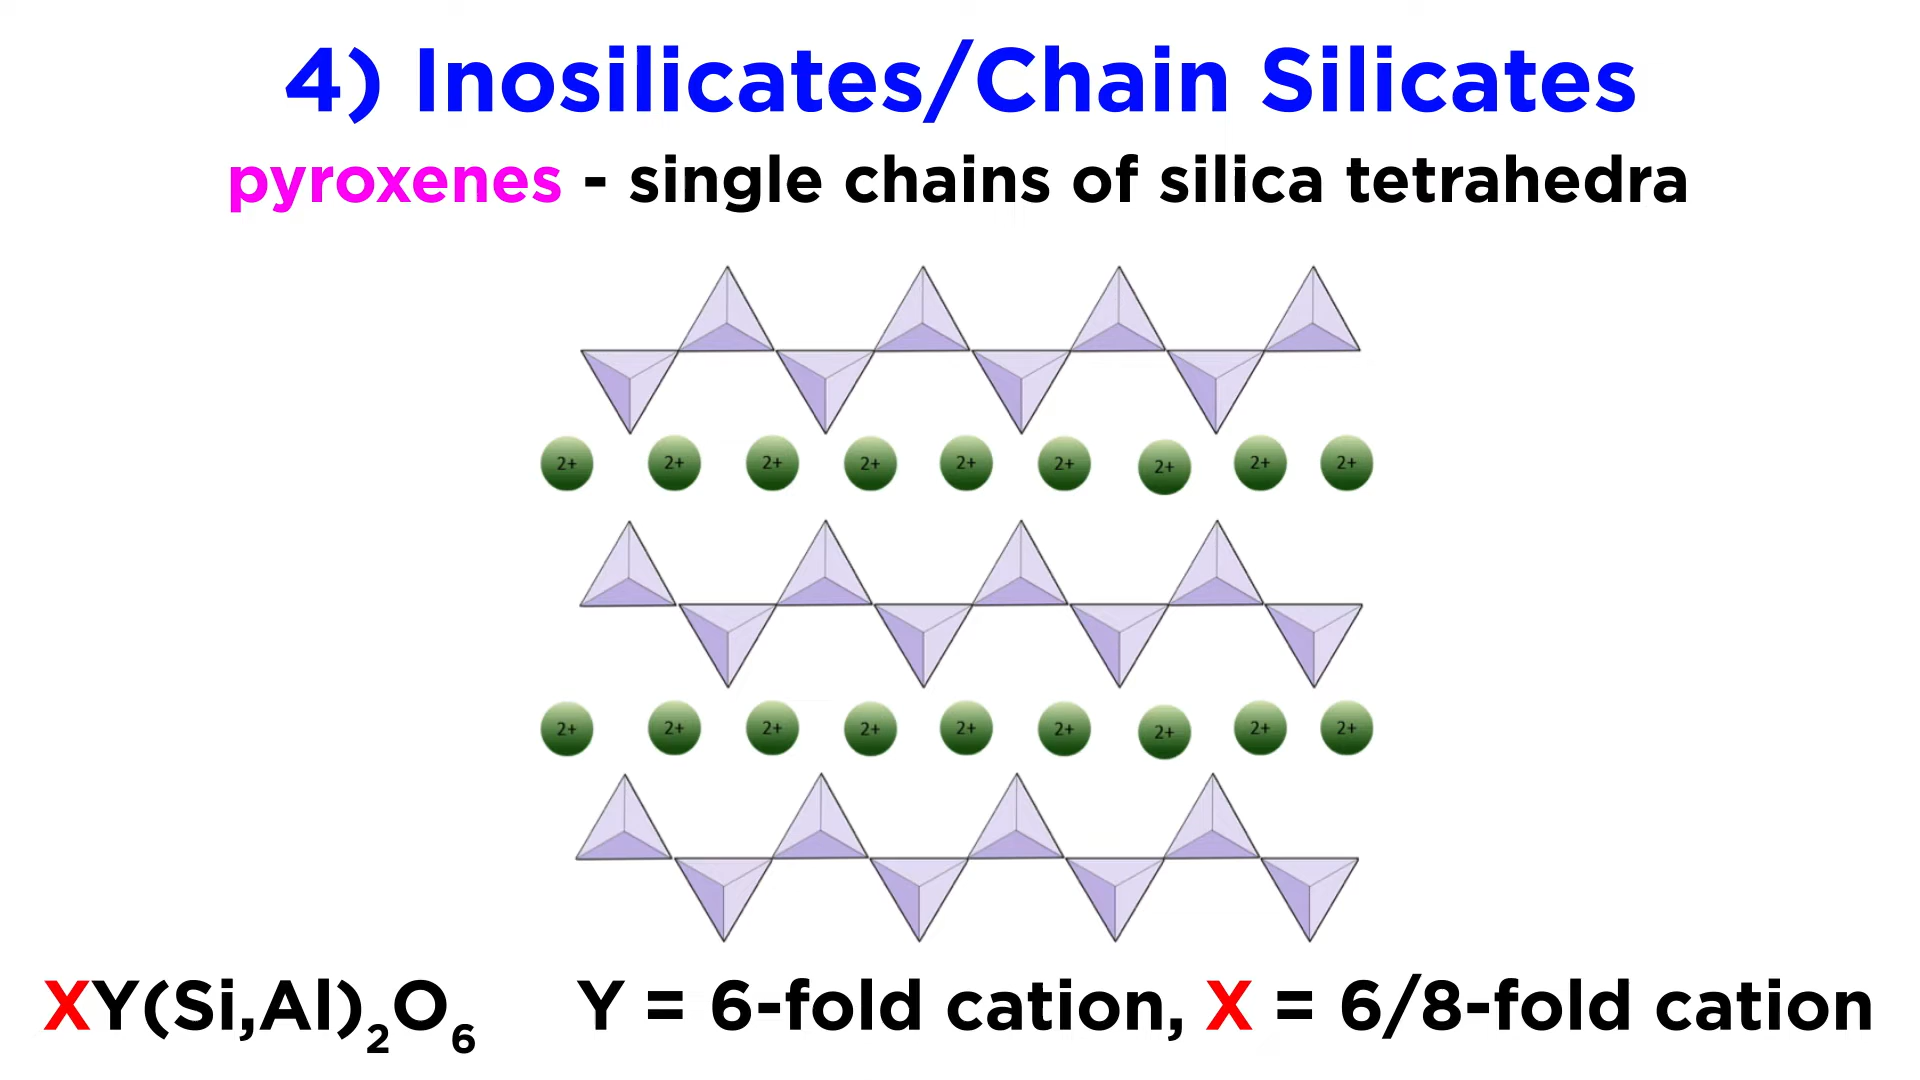 4) Inosilicates/Chain Silicates
pyroxenes - single chains of silica tetrahedra
2+ 2+ 2+ 2+ 2+ 2+ 2+ 2+ 2+
2+ 2+ 2+ 2+ 2+ 2+ 2+ 2+ 2+
XY(Si,Al)₂O₆ Y = 6-fold cation, X = 6/8-fold cation